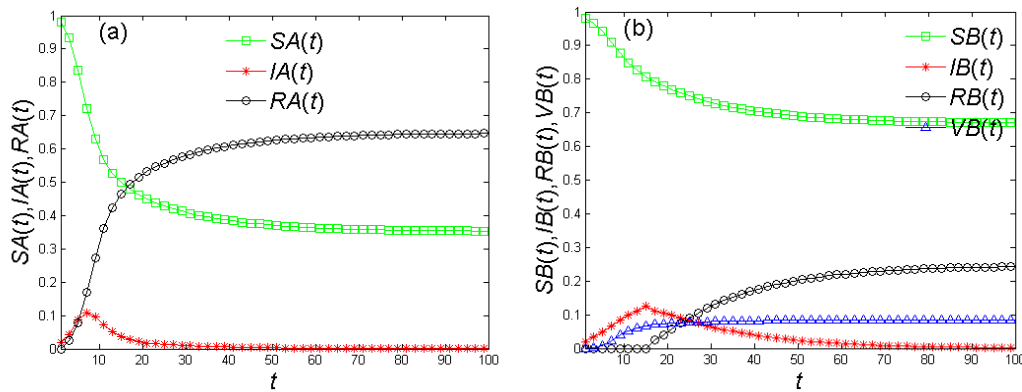 (a)
SA(t)
IA(t)
RA(t)
SA(t),IA(t),RA(t)
1
0.9
0.8
0.7
0.6
0.5
0.4
0.3
0.2
0.1
0
10 20 30 40 50 60 70 80 90 100
t
(b)
SB(t)
IB(t)
RB(t)
VB(t)
SB(t),IB(t),RB(t),VB(t)
1
0.9
0.8
0.7
0.6
0.5
0.4
0.3
0.2
0.1
0
10 20 30 40 50 60 70 80 90 100
t